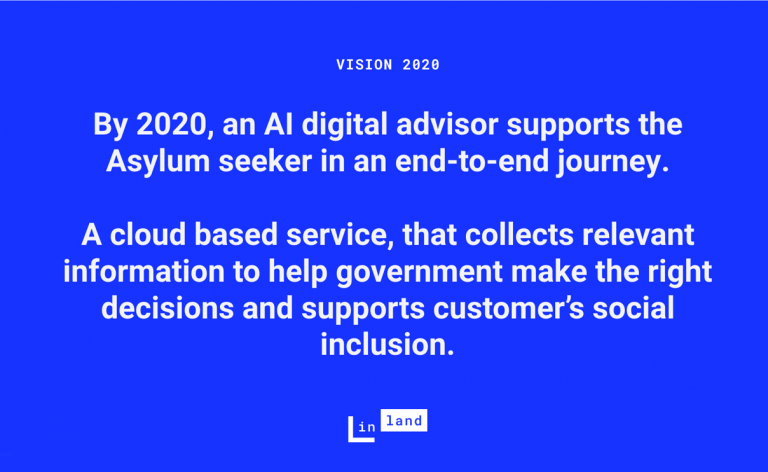 VISION 2020
By 2020, an AI digital advisor supports the
Asylum seeker in an end-to-end journey.
A cloud based service, that collects relevant
information to help government make the right
decisions and supports customer’s social
inclusion.
in land